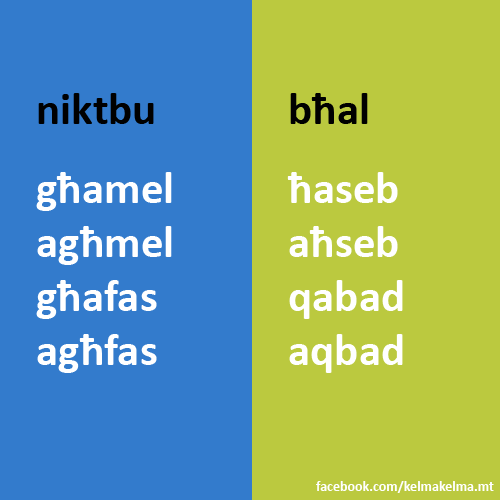 niktbu
għamel
agħmel
għafas
agħfas
bħal
ħaseb
aħseb
qabad
aqbad
facebook.com/kelmakelma.mt